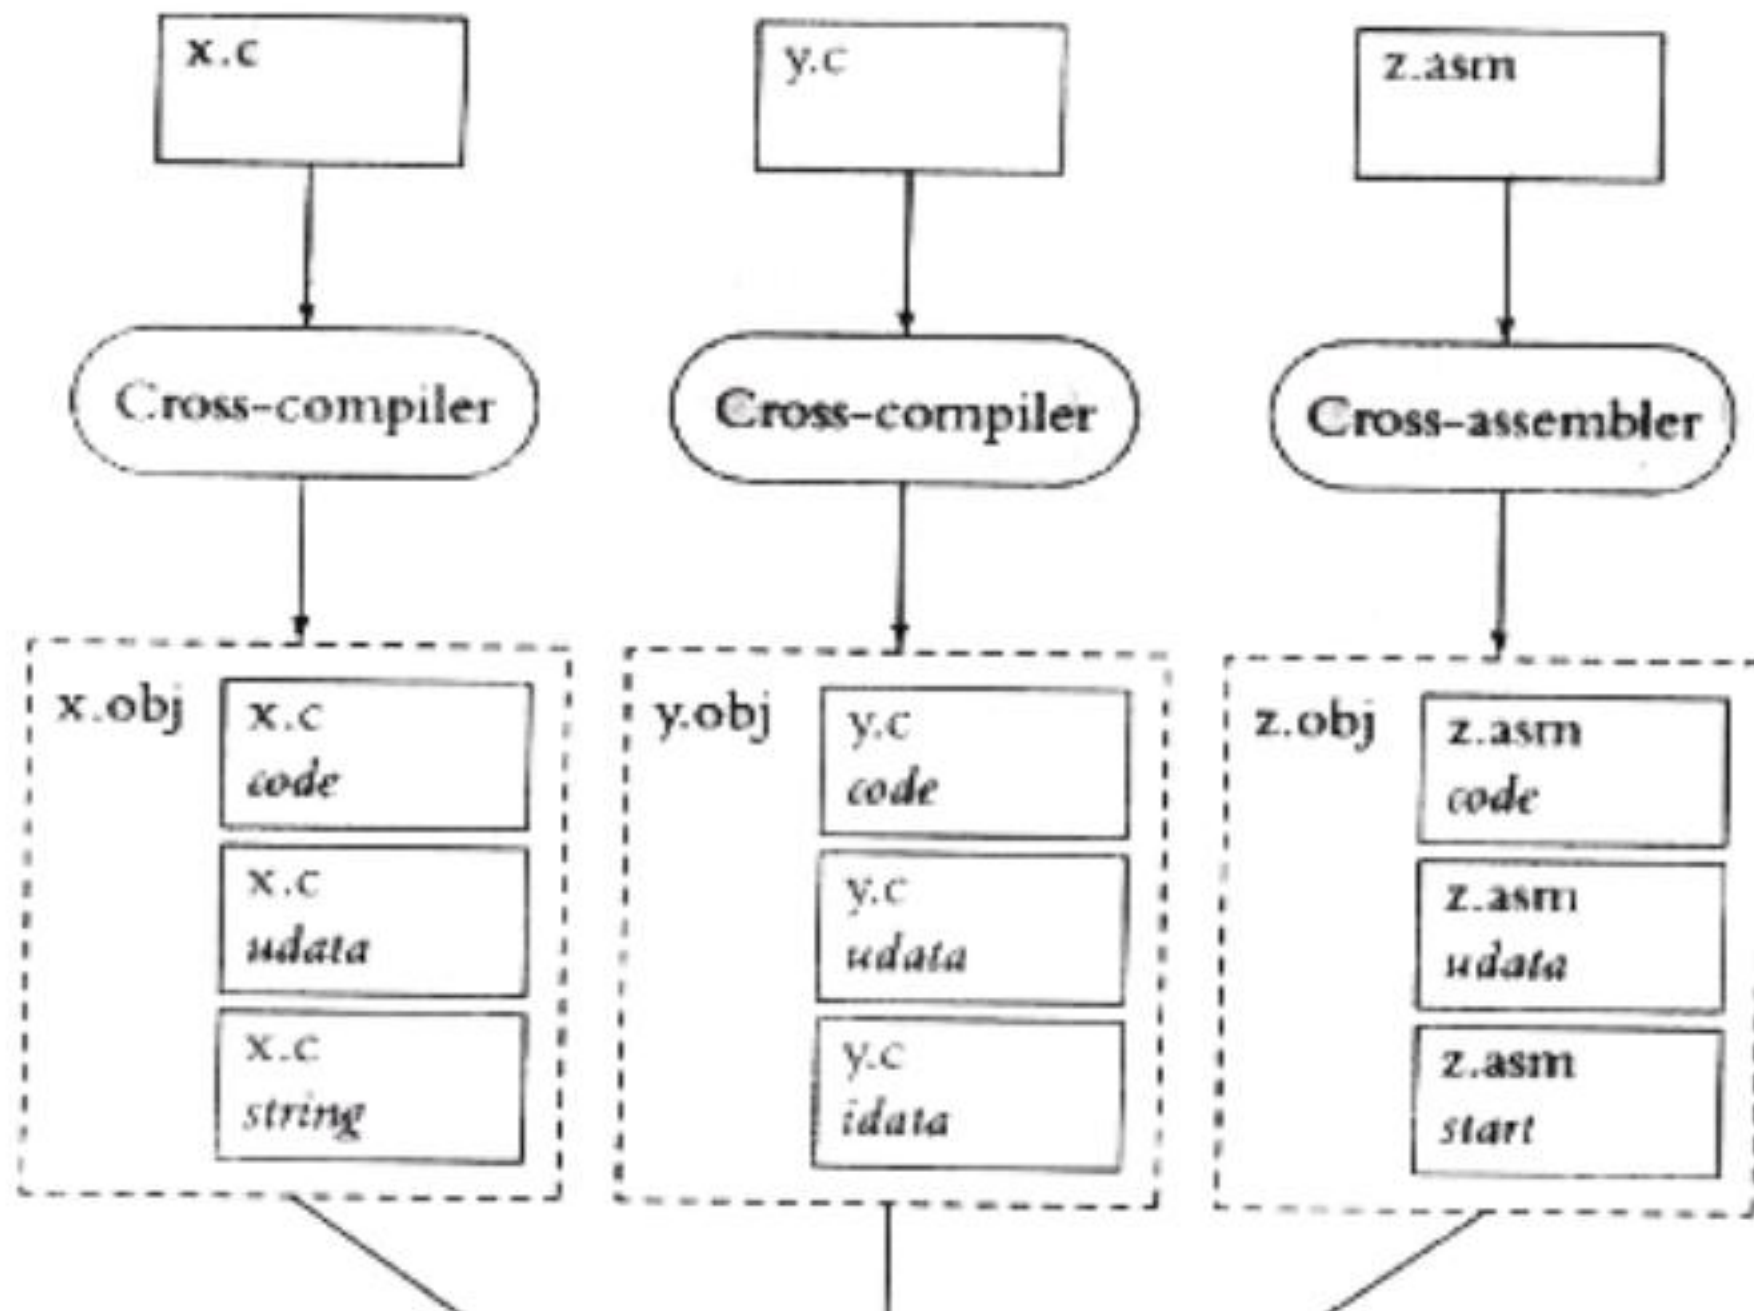 x.c
y.c
z.asm
Cross-compiler
Cross-compiler
Cross-assembler
x.obj
x.c
code
x.c
udata
x.c
string
y.obj
y.c
code
y.c
udata
y.c
idata
z.obj
z.asm
code
z.asm
udata
z.asm
start